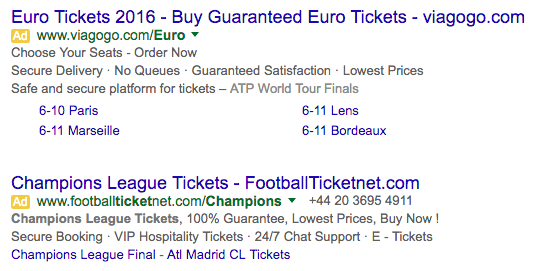 Euro Tickets 2016 - Buy Guaranteed Euro Tickets - viagogo.com
Ad www.viagogo.com/Euro
Choose Your Seats - Order Now
Secure Delivery · No Queues · Guaranteed Satisfaction · Lowest Prices
Safe and secure platform for tickets – ATP World Tour Finals
6-10 Paris 6-11 Lens
6-11 Marseille 6-11 Bordeaux
Champions League Tickets - FootballTicketnet.com
Ad www.footballticketnet.com/Champions +44 20 3695 4911
Champions League Tickets, 100% Guarantee, Lowest Prices, Buy Now !
Secure Booking · VIP Hospitality Tickets · 24/7 Chat Support · E - Tickets
Champions League Final - Atl Madrid CL Tickets